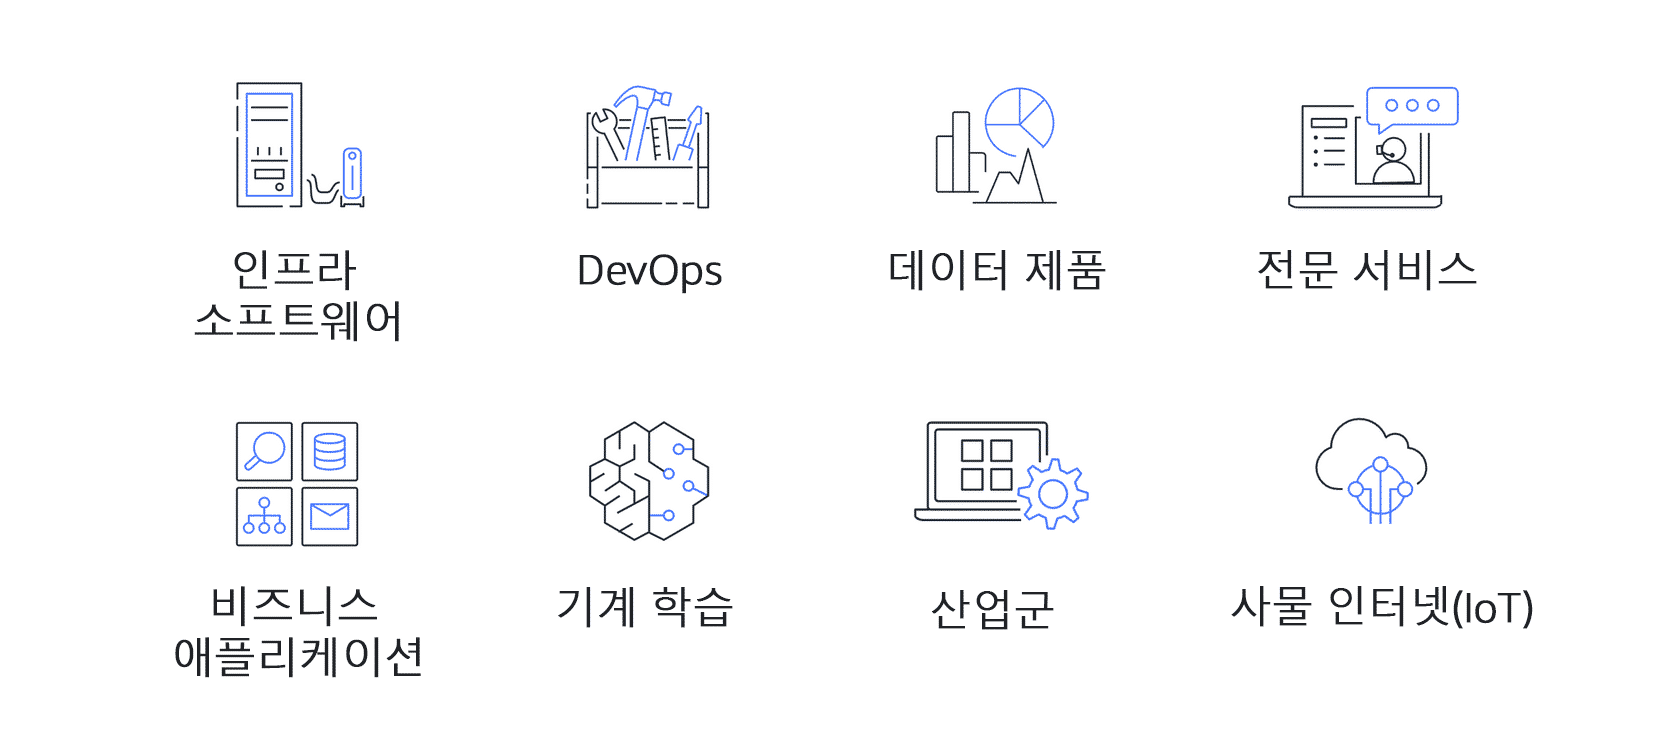 인프라
소프트웨어
DevOps
데이터 제품
전문 서비스
비즈니스
애플리케이션
기계 학습
산업군
사물 인터넷(IoT)